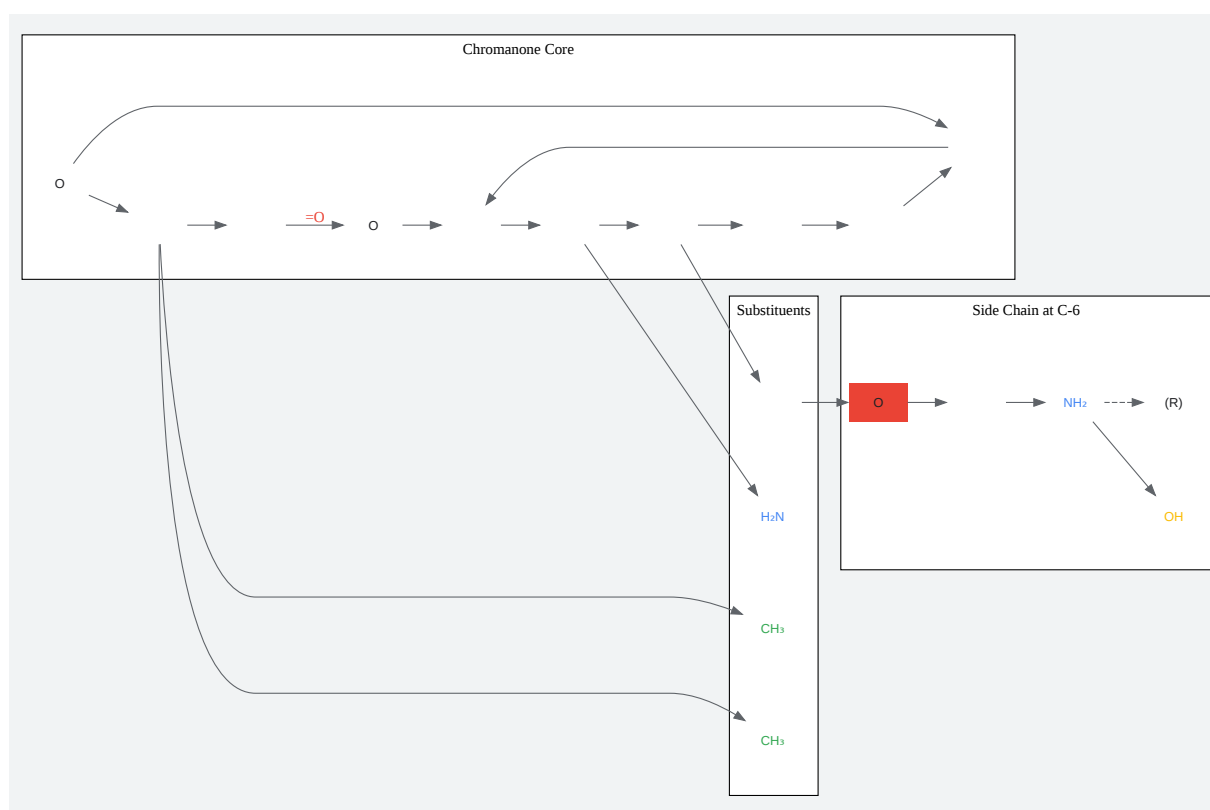 Chromanone Core
O
=O
O
Substituents
Side Chain at C-6
O
NH₂
(R)
H₂N
OH
CH₃
CH₃